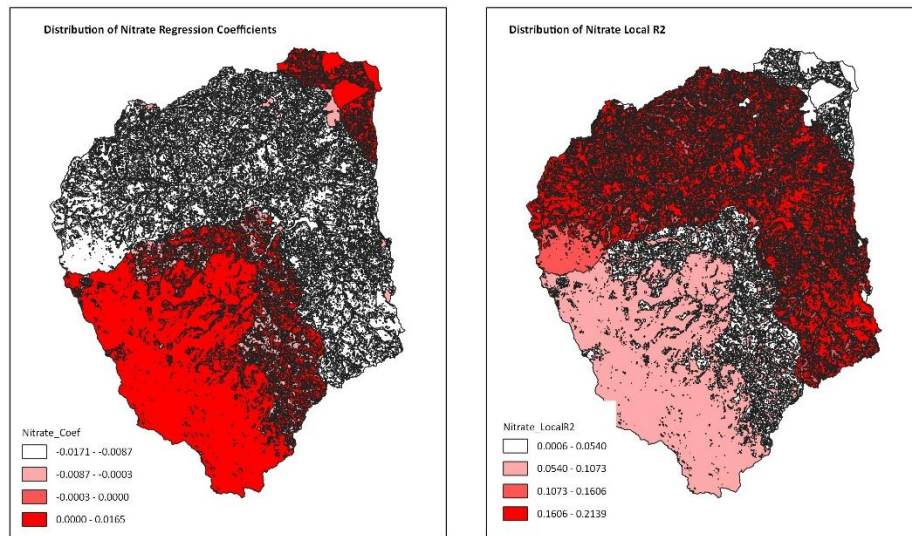 Distribution of Nitrate Regression Coefficients
Nitrate_Coef
-0.0171 - -0.0087
-0.0087 - -0.0003
-0.0003 - 0.0000
0.0000 - 0.0165
Distribution of Nitrate Local R2
Nitrate_LocalR2
0.0006 - 0.0540
0.0540 - 0.1073
0.1073 - 0.1606
0.1606 - 0.2139